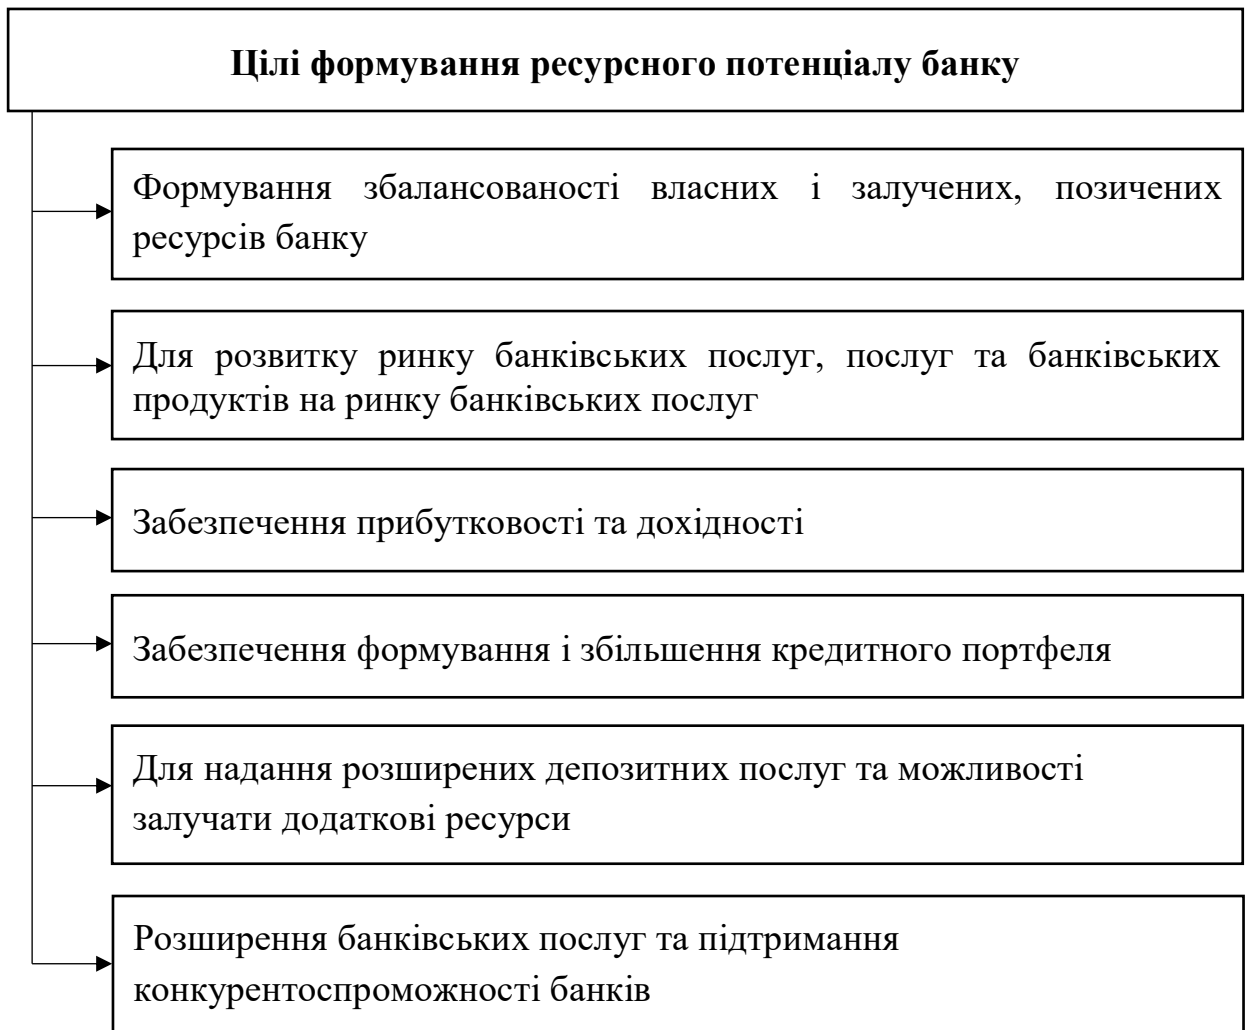 Цілі формування ресурсного потенціалу банку
Формування збалансованості власних і залучених, позичених
ресурсів банку
Для розвитку ринку банківських послуг, послуг та банківських
продуктів на ринку банківських послуг
Забезпечення прибутковості та дохідності
Забезпечення формування і збільшення кредитного портфеля
Для надання розширених депозитних послуг та можливості
залучати додаткові ресурси
Розширення банківських послуг та підтримання
конкурентоспроможності банків